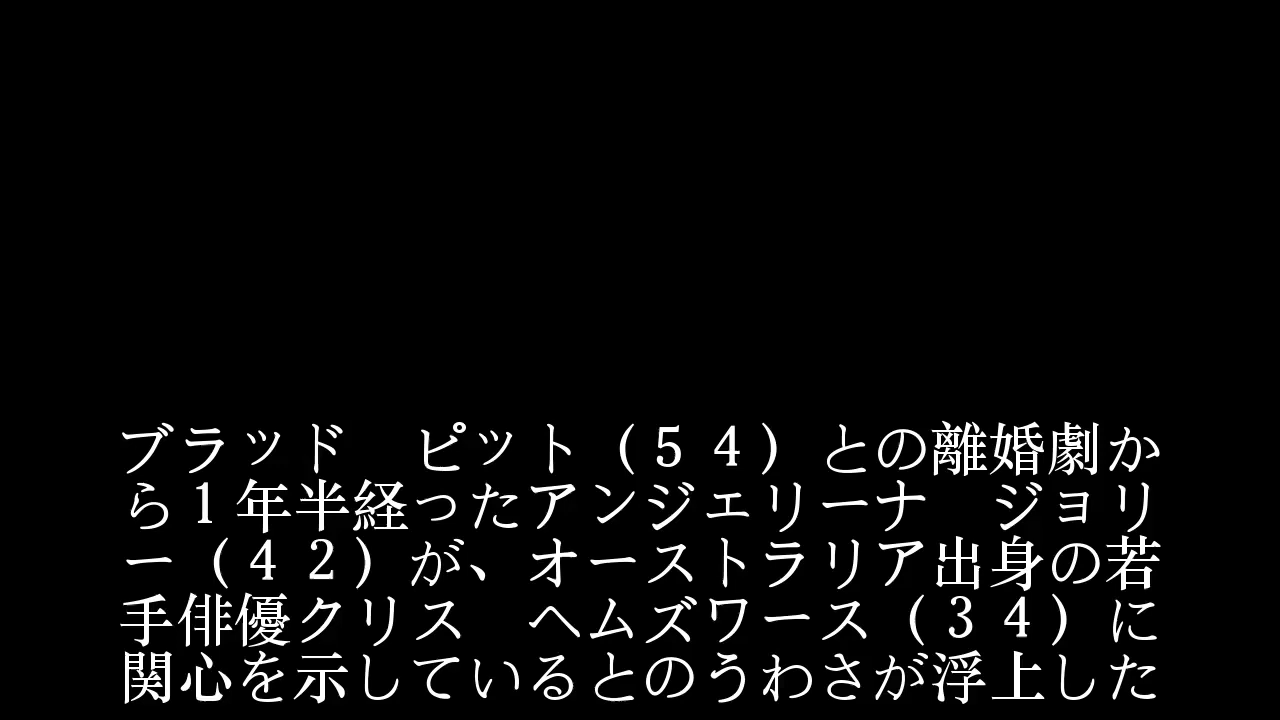 ブラッド　ピット（５４）との離婚劇か
ら１年半経ったアンジェリーナ　ジョリ
ー（４２）が、オーストラリア出身の若
手俳優クリス　ヘムズワース（３４）に
関心を示しているとのうわさが浮上した